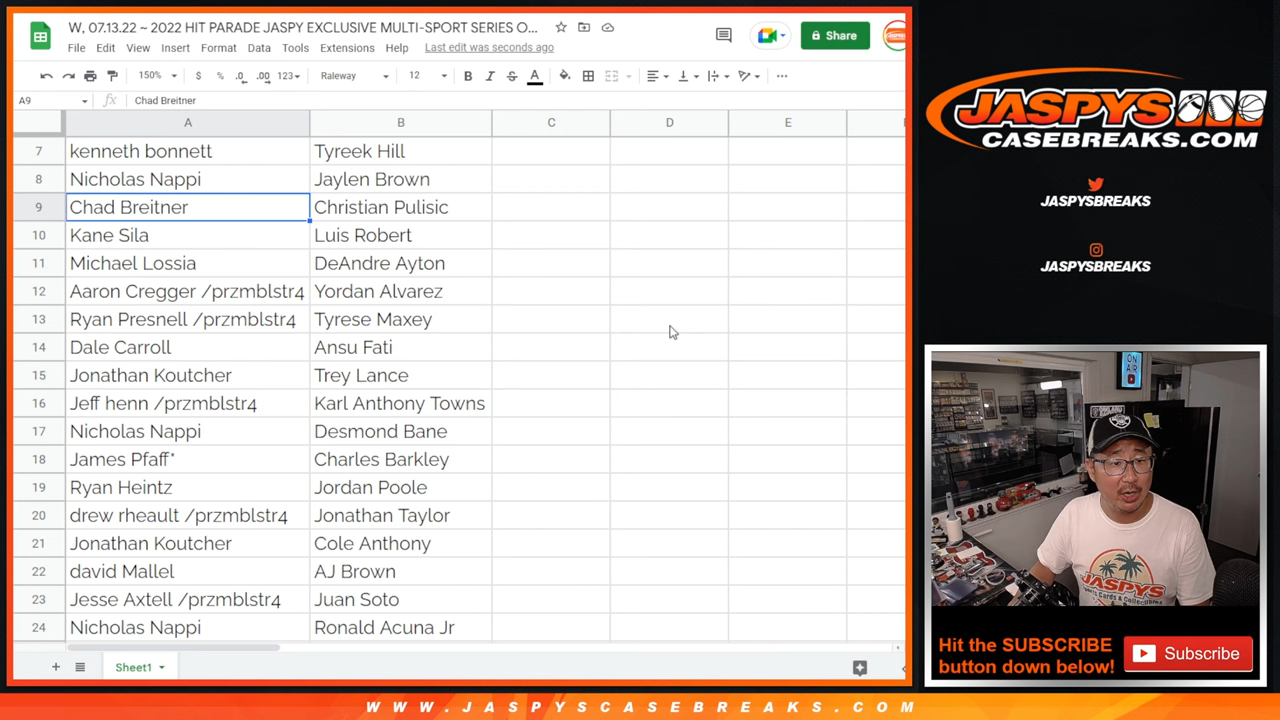 W, 07.13.22 ~ 2022 HIT PARADE JASPY EXCLUSIVE MULTI-SPORT SERIES O...
File Edit View Insert Format Data Tools Extensions Help Last edit was seconds ago
Share
150% $ % .0 .00 123 Raleway 12 B I S A
A9 fx Chad Breitner
A B C D E
7 kenneth bonnett Tyreek Hill
8 Nicholas Nappi Jaylen Brown
9 Chad Breitner Christian Pulisic
10 Kane Sila Luis Robert
11 Michael Lossia DeAndre Ayton
12 Aaron Cregger /przmblstr4 Yordan Alvarez
13 Ryan Presnell /przmblstr4 Tyrese Maxey
14 Dale Carroll Ansu Fati
15 Jonathan Koutcher Trey Lance
16 Jeff henn /przmblstr4 Karl Anthony Towns
17 Nicholas Nappi Desmond Bane
18 James Pfaff* Charles Barkley
19 Ryan Heintz Jordan Poole
20 drew rheault /przmblstr4 Jonathan Taylor
21 Jonathan Koutcher Cole Anthony
22 david Mallel AJ Brown
23 Jesse Axtell /przmblstr4 Juan Soto
24 Nicholas Nappi Ronald Acuna Jr
Sheet1
JASPYS
CASEBREAKS.COM
JASPYSBREAKS
JASPYSBREAKS
ON
AIR
JASPYS
Hit the SUBSCRIBE
button down below!
Subscribe
WWW.JASPYSCASEBREAKS.COM